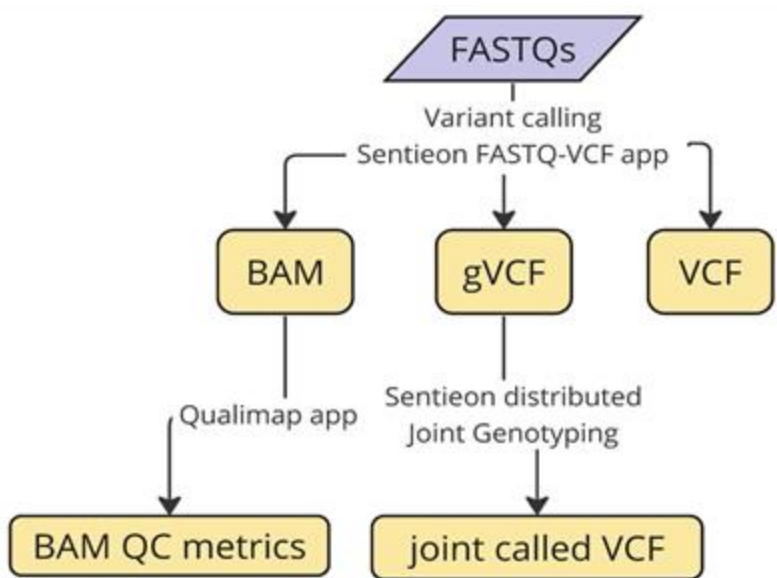 FASTQs
Variant calling
Sentieon FASTQ-VCF app
BAM
gVCF
VCF
Qualimap app
Sentieon distributed
Joint Genotyping
BAM QC metrics
joint called VCF